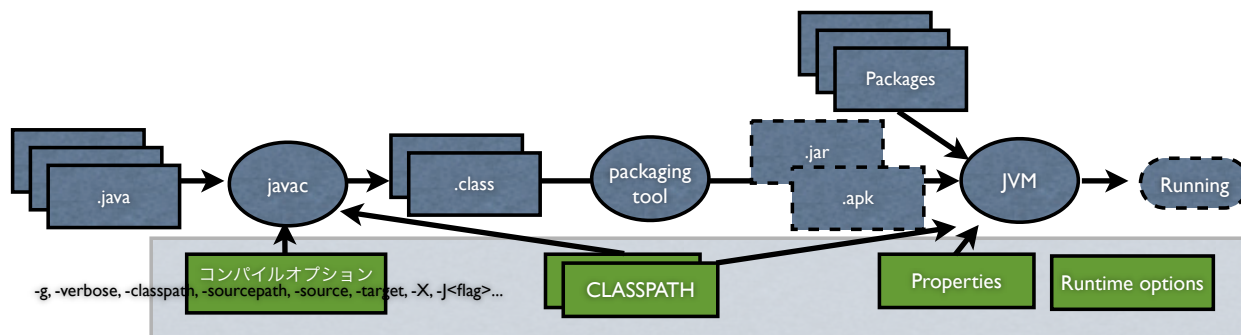 Packages
.java
javac
.class
packaging
tool
.jar
.apk
JVM
Running
コンパイルオプション
-g, -verbose, -classpath, -sourcepath, -source, -target, -X, -J<flag>...
CLASSPATH
Properties
Runtime options